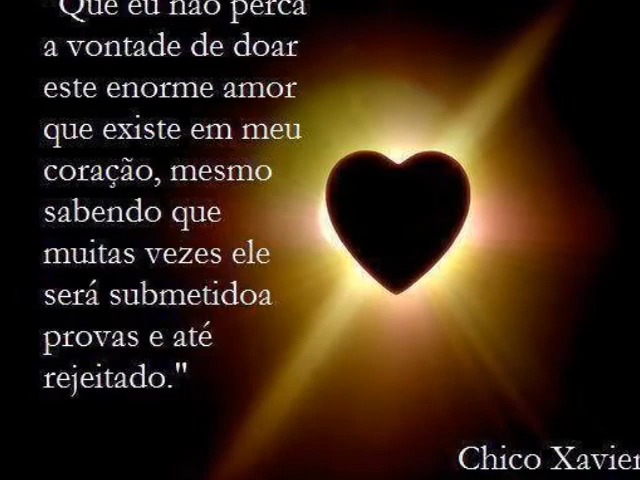 "Que eu não perca
a vontade de doar
este enorme amor
que existe em meu
coração, mesmo
sabendo que
muitas vezes ele
será submetidoa
provas e até
rejeitado."
Chico Xavier